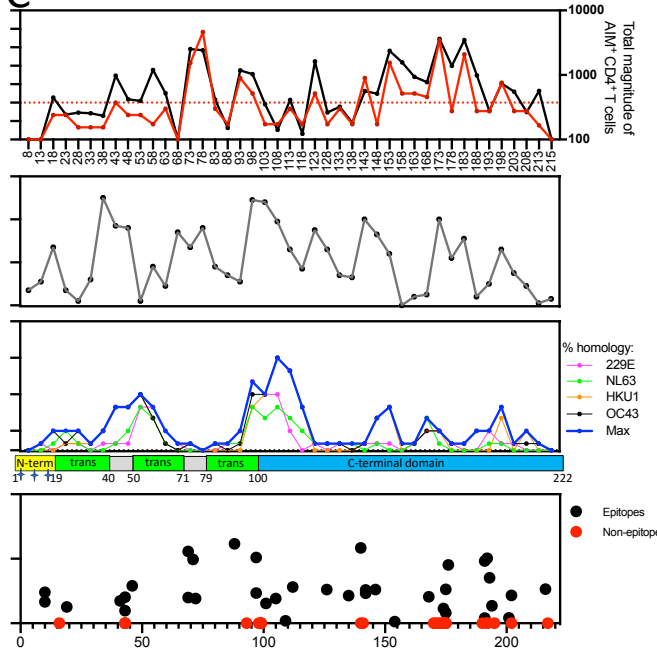 C
10000
1000
100
Total magnitude of
AIM+ CD4+ T cells
8 13 18 23 28 33 38 43 48 53 58 63 68 73 78 83 88 93 98 103 108 113 118 123 128 133 138 143 148 153 158 163 168 173 178 183 188 193 198 203 208 213 215
% homology:
229E
NL63
HKU1
OC43
Max
N-term trans trans trans C-terminal domain
1 19 40 50 71 79 100 222
Epitopes
Non-epitope
0 50 100 150 200